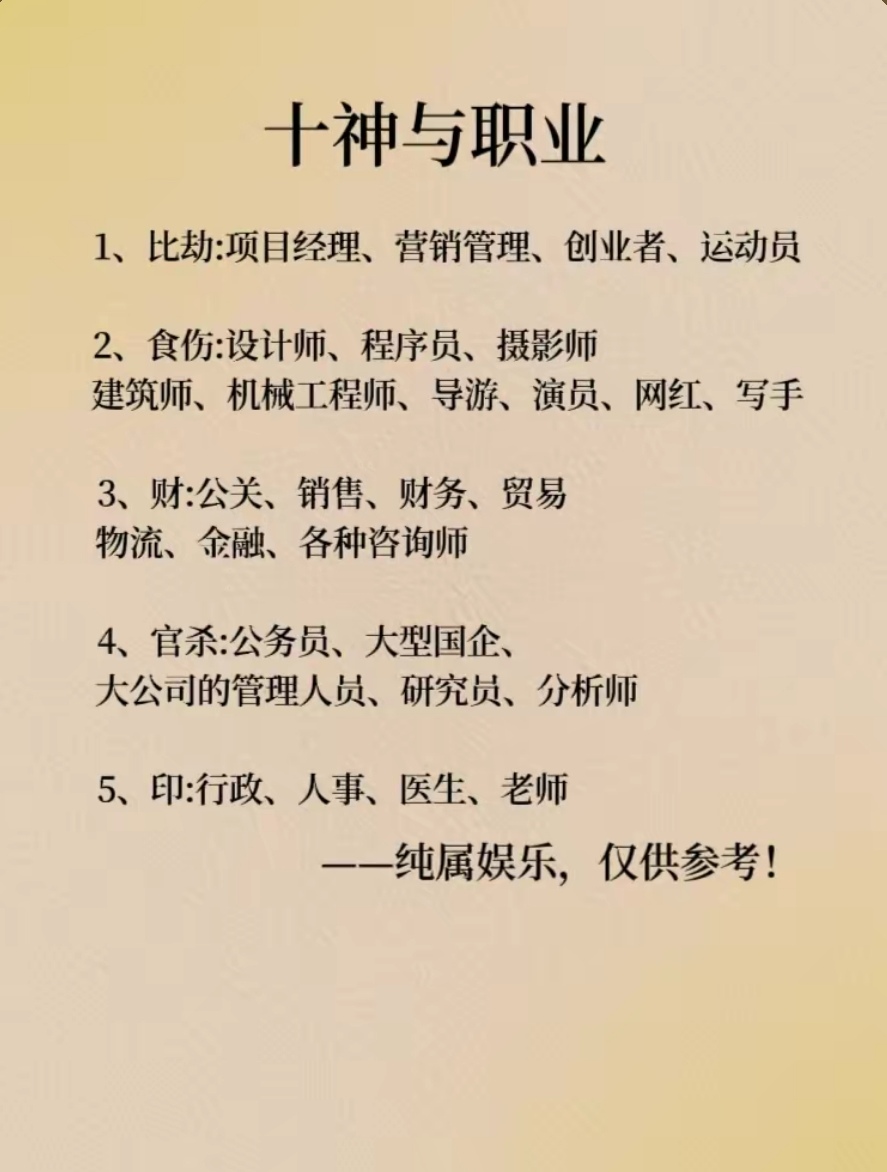 十神与职业
1、比劫:项目经理、营销管理、创业者、运动员
2、食伤:设计师、程序员、摄影师
建筑师、机械工程师、导游、演员、网红、写手
3、财:公关、销售、财务、贸易
物流、金融、各种咨询师
4、官杀:公务员、大型国企、
大公司的管理人员、研究员、分析师
5、印:行政、人事、医生、老师
——纯属娱乐，仅供参考！